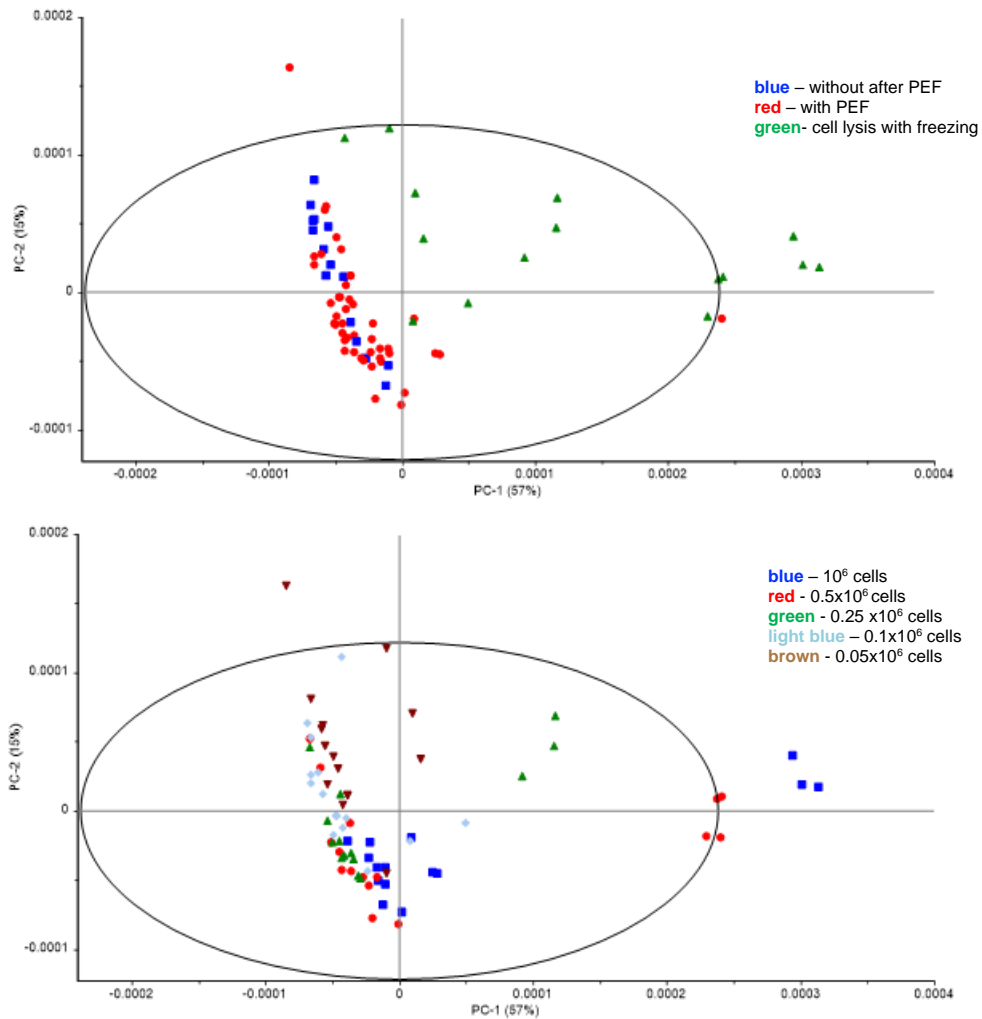 0.0002
blue – without after PEF
red – with PEF
green- cell lysis with freezing
0.0001
PC-2 (15%)
0
-0.0001
-0.0002 -0.0001 0 0.0001 0.0002 0.0003 0.0004
PC-1 (57%)
0.0002
blue – 10⁶ cells
red - 0.5x10⁶ cells
green - 0.25 x10⁶ cells
light blue – 0.1x10⁶ cells
brown - 0.05x10⁶ cells
0.0001
PC-2 (15%)
0
-0.0001
-0.0002 -0.0001 0 0.0001 0.0002 0.0003 0.0004
PC-1 (57%)